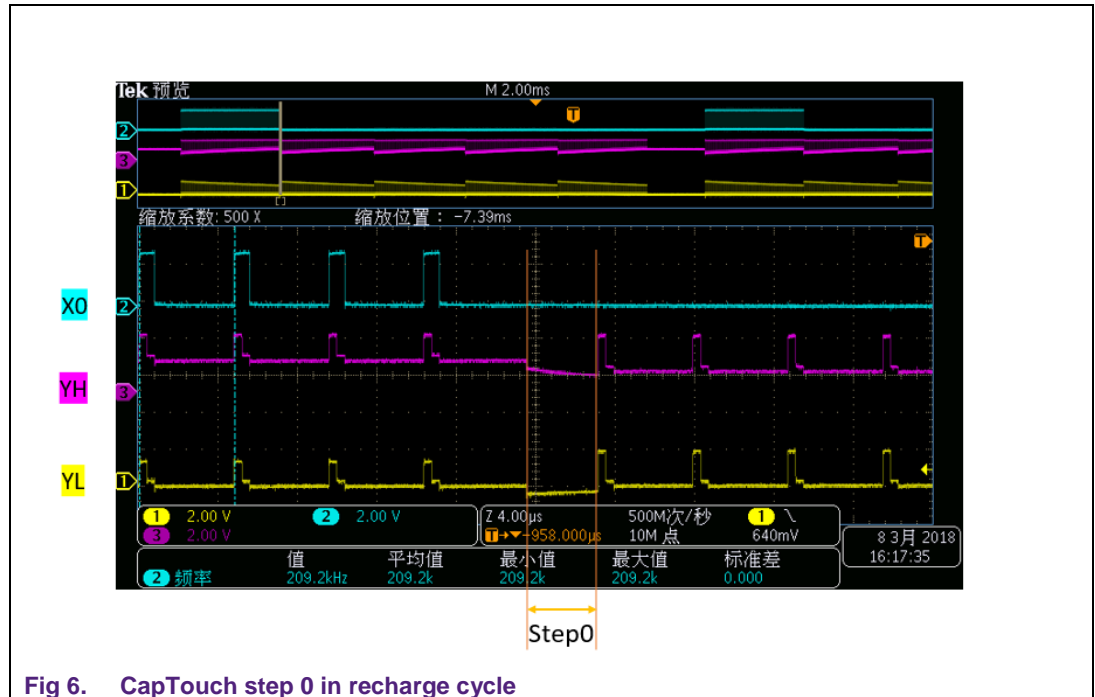 Tek 预览 M 2.00ms
T
2
3
1
缩放系数: 500 X 缩放位置： -7.39ms
T
X0 2
YH 3
YL 1
1 2.00 V 2 2.00 V Z 4.00μs 500M次/秒 1 \
3 2.00 V T→▼-958.000μs 10M 点 640mV
8 3月 2018
16:17:35
值 平均值 最小值 最大值 标准差
2 频率 209.2kHz 209.2k 209.2k 209.2k 0.000
Step0
Fig 6. CapTouch step 0 in recharge cycle